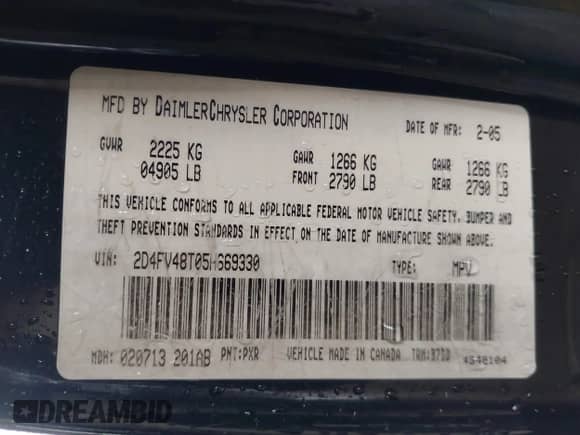 MFD BY DAIMLERCHRYSLER CORPORATION DATE OF MFR: 2-05
GVWR 2225 KG GAWR 1266 KG GAWR 1266 KG
04905 LB FRONT 2790 LB REAR 2790 LB
THIS VEHICLE CONFORMS TO ALL APPLICABLE FEDERAL MOTOR VEHICLE SAFETY, BUMPER AND
THEFT PREVENTION STANDARDS IN EFFECT ON THE DATE OF MANUFACTURE SHOWN ABOVE.
VIN: 2D4FV48T05H669330 TYPE: MPV
MDH: 020713 201AB PNT: PXR VEHICLE MADE IN CANADA TRM: 4546104
DREAMBID